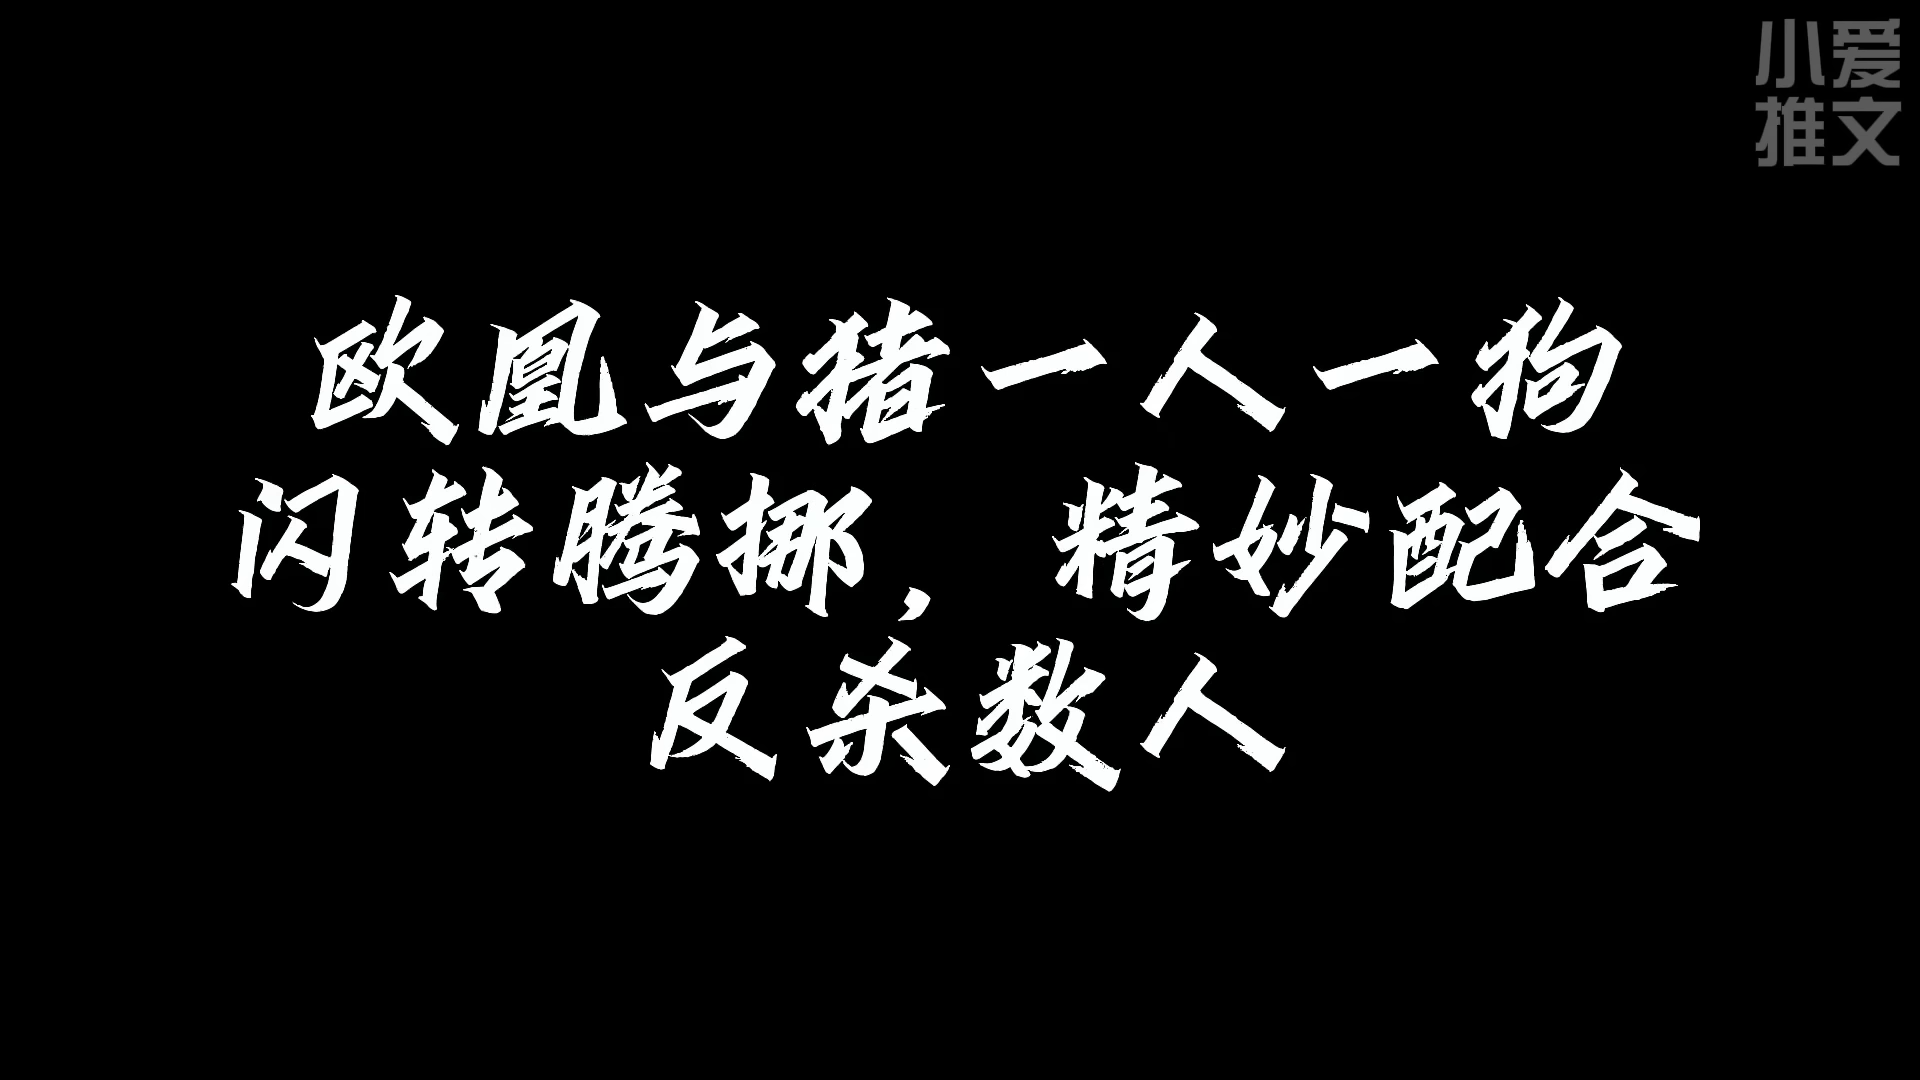 小爱
推文
欧凰与猪一人一狗
闪转腾挪，精妙配合
反杀数人